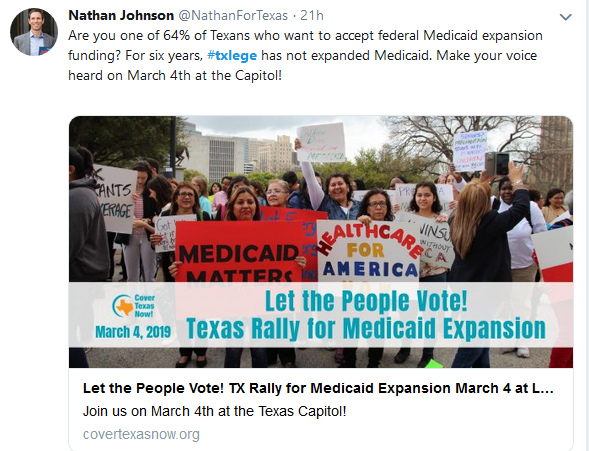 Nathan Johnson @NathanForTexas · 21h
Are you one of 64% of Texans who want to accept federal Medicaid expansion
funding? For six years, #txlege has not expanded Medicaid. Make your voice
heard on March 4th at the Capitol!
ANTS
ERAGE
MEDICAID
MATTERS
HEALTHCARE
FOR
AMERICA
UNINSU
WITHOUT
Cover
Texas
Now!
March 4, 2019
Let the People Vote!
Texas Rally for Medicaid Expansion
Let the People Vote! TX Rally for Medicaid Expansion March 4 at L...
Join us on March 4th at the Texas Capitol!
covertexasnow.org